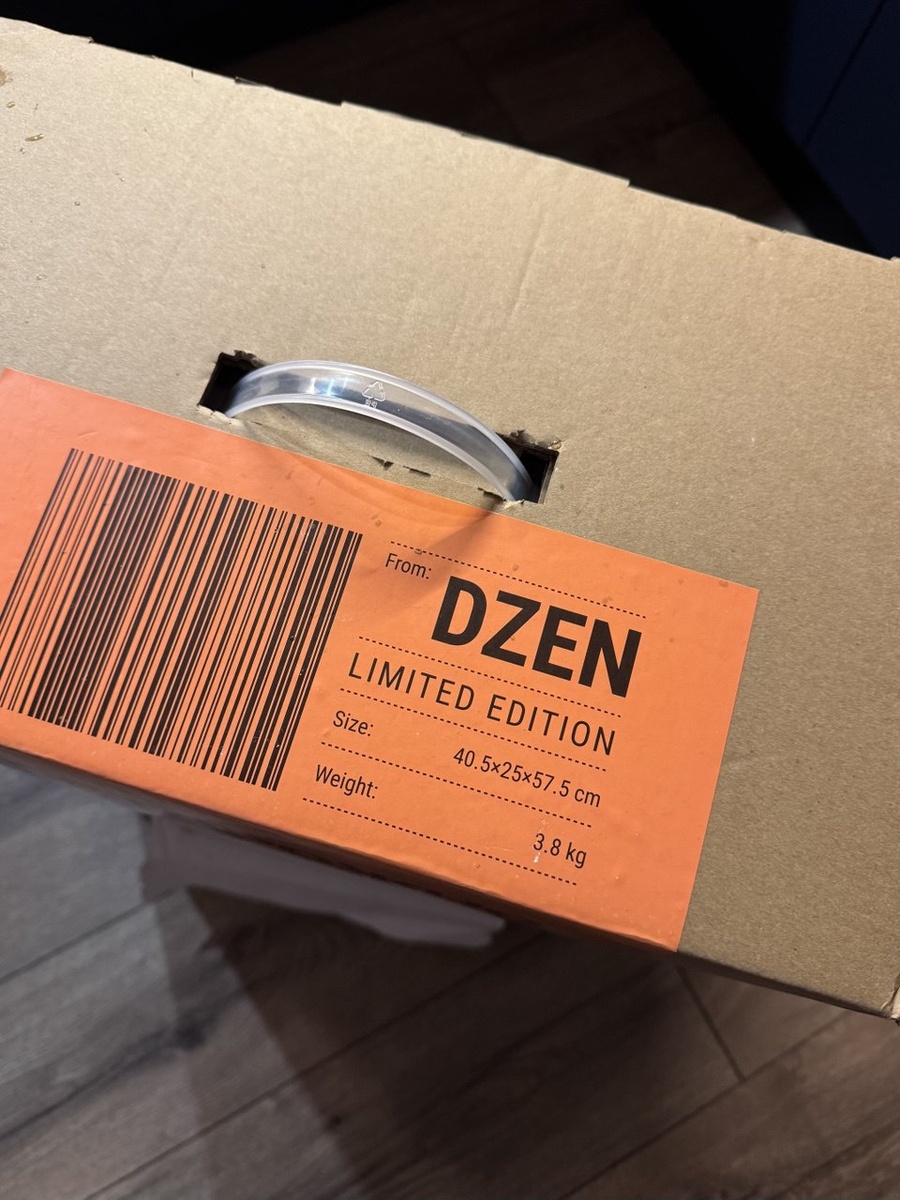 From:
DZEN
LIMITED EDITION
Size:
40.5×25×57.5 cm
Weight:
3.8 kg